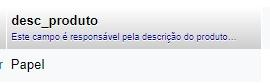 desc_produto
Este campo é responsável pela descrição do produto...
r Papel